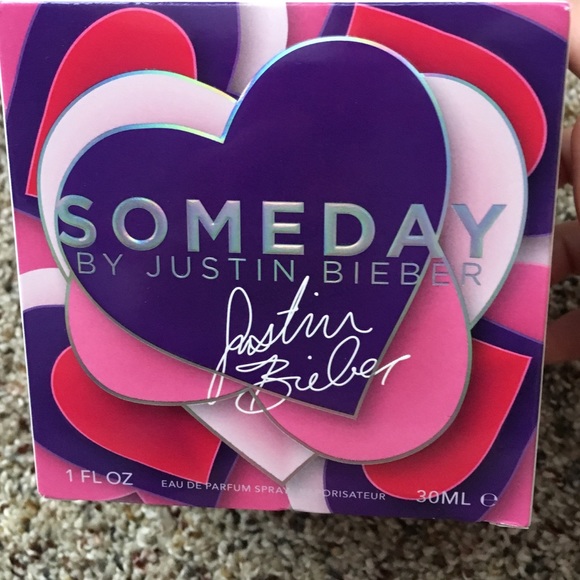 SOMEDAY
BY JUSTIN BIEBER
Justin
Bieber
1 FL OZ EAU DE PARFUM SPRAY VAPORISATEUR 30ML ℮